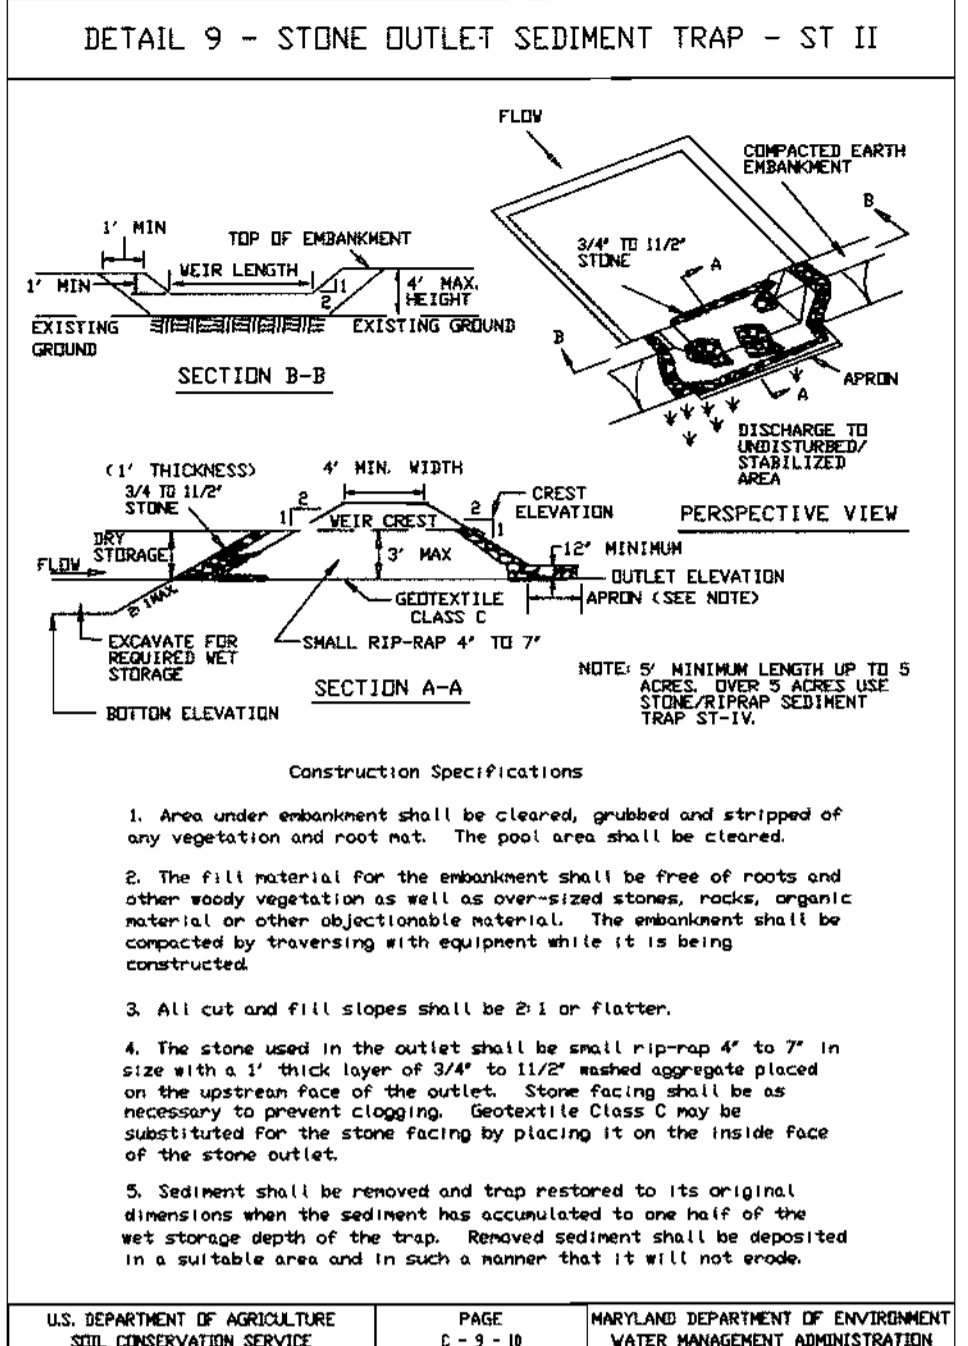 DETAIL 9 - STONE OUTLET SEDIMENT TRAP - ST II
FLOW
COMPACTED EARTH
EMBANKMENT
B
3/4" TO 11/2"
STONE
A
B
A
APRON
DISCHARGE TO
UNDISTURBED/
STABILIZED
AREA
PERSPECTIVE VIEW
1' MIN
TOP OF EMBANKMENT
WEIR LENGTH
1' MIN
1
2
4' MAX.
HEIGHT
EXISTING
GROUND
EXISTING GROUND
SECTION B-B
(1' THICKNESS)
3/4 TO 11/2"
STONE
4' MIN. WIDTH
2
1
WEIR CREST
2
1
CREST
ELEVATION
DRY
STORAGE
FLOW
3' MAX
12" MINIMUM
OUTLET ELEVATION
APRON (SEE NOTE)
2:1MAX.
GEOTEXTILE
CLASS C
EXCAVATE FOR
REQUIRED WET
STORAGE
SMALL RIP-RAP 4" TO 7"
SECTION A-A
BOTTOM ELEVATION
NOTE: 5' MINIMUM LENGTH UP TO 5
ACRES. OVER 5 ACRES USE
STONE/RIPRAP SEDIMENT
TRAP ST-IV.
Construction Specifications
1. Area under embankment shall be cleared, grubbed and stripped of
any vegetation and root mat. The pool area shall be cleared.
2. The fill material for the embankment shall be free of roots and
other woody vegetation as well as over-sized stones, rocks, organic
material or other objectionable material. The embankment shall be
compacted by traversing with equipment while it is being
constructed.
3. All cut and fill slopes shall be 2:1 or flatter.
4. The stone used in the outlet shall be small rip-rap 4" to 7" in
size with a 1' thick layer of 3/4" to 11/2" washed aggregate placed
on the upstream face of the outlet. Stone facing shall be as
necessary to prevent clogging. Geotextile Class C may be
substituted for the stone facing by placing it on the inside face
of the stone outlet.
5. Sediment shall be removed and trap restored to its original
dimensions when the sediment has accumulated to one half of the
wet storage depth of the trap. Removed sediment shall be deposited
in a suitable area and in such a manner that it will not erode.
U.S. DEPARTMENT OF AGRICULTURE
SOIL CONSERVATION SERVICE
PAGE
C - 9 - 10
MARYLAND DEPARTMENT OF ENVIRONMENT
WATER MANAGEMENT ADMINISTRATION